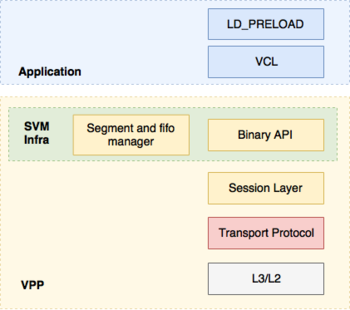 LD_PRELOAD
VCL
Application
SVM
Infra
Segment and fifo
manager
Binary API
Session Layer
Transport Protocol
L3/L2
VPP